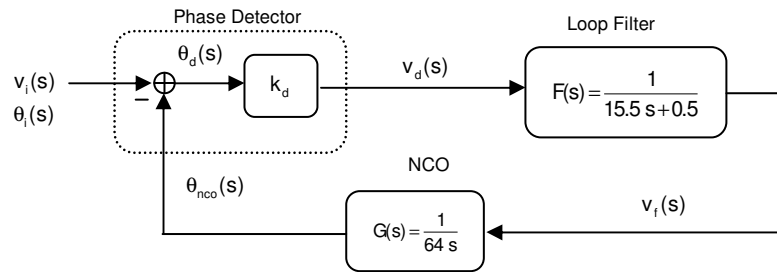 Phase Detector
Loop Filter
θd(s)
vd(s)
vi(s)
θi(s)
−
kd
F(s) = 1 / (15.5 s+0.5)
NCO
θnco(s)
vf(s)
G(s) = 1 / (64 s)